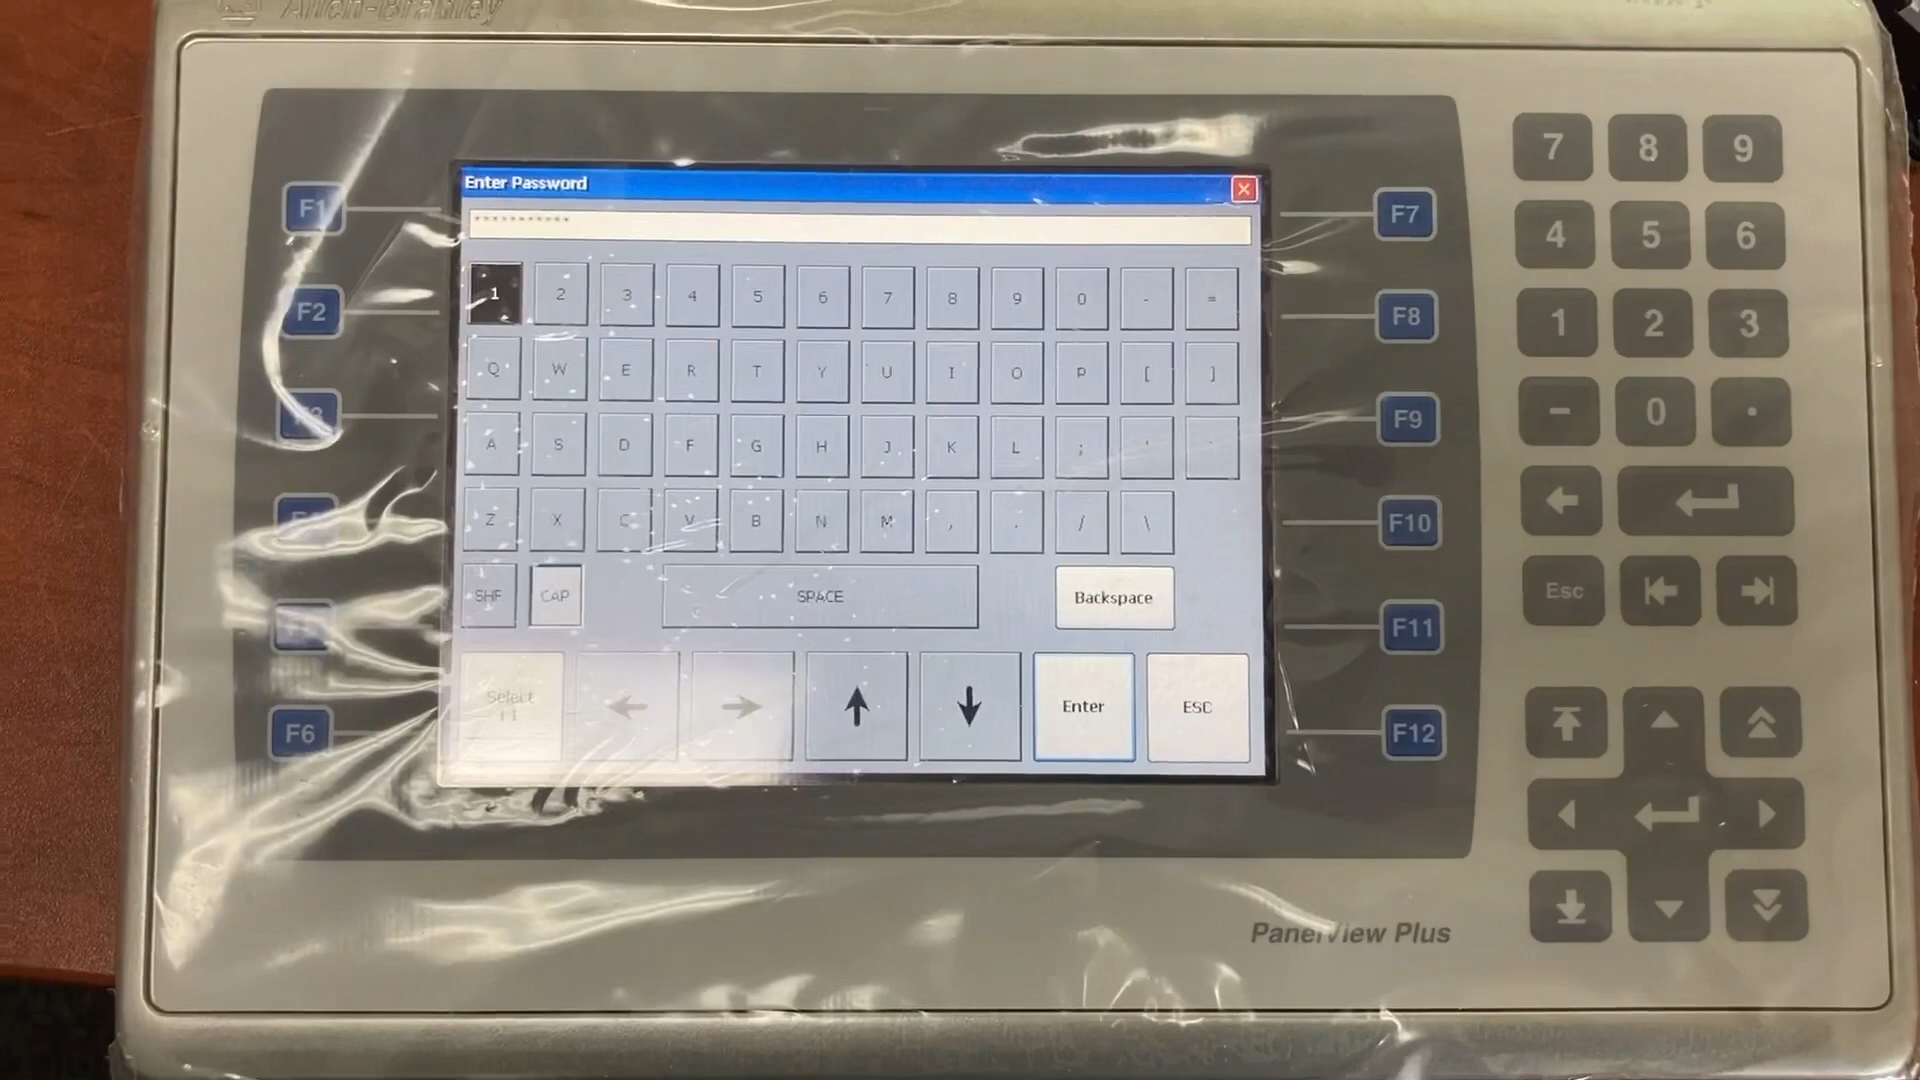 Allen-Bradley
Enter Password
***********
1 2 3 4 5 6 7 8 9 0 - =
Q W E R T Y U I O P [ ]
A S D F G H J K L ; '
Z X C V B N M , . / \
SHF CAP SPACE Backspace
Select
Enter ESC
F1
F2
F6
F7
F8
F9
F10
F11
F12
7 8 9
4 5 6
1 2 3
- 0 .
Esc
PanelView Plus